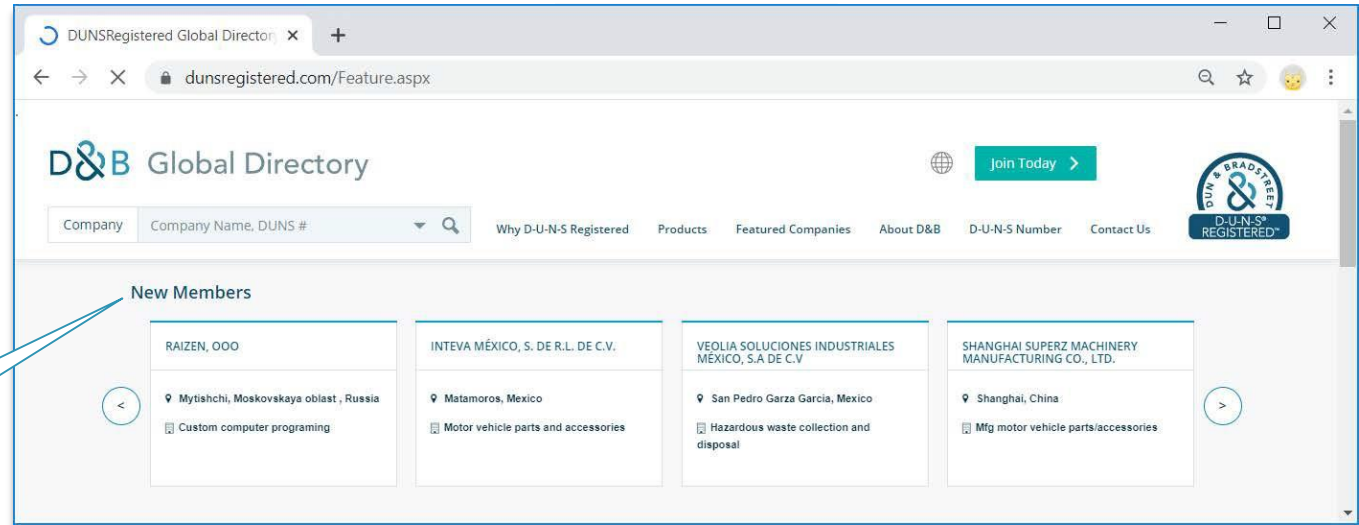 DUNSRegistered Global Director
dunsregistered.com/Feature.aspx
D&B Global Directory
Join Today
DUN & BRADSTREET
D-U-N-S®
REGISTERED™
Company
Company Name, DUNS #
Why D-U-N-S Registered
Products
Featured Companies
About D&B
D-U-N-S Number
Contact Us
New Members
RAIZEN, OOO
Mytishchi, Moskovskaya oblast , Russia
Custom computer programing
INTEVA MÉXICO, S. DE R.L. DE C.V.
Matamoros, Mexico
Motor vehicle parts and accessories
VEOLIA SOLUCIONES INDUSTRIALES
MÉXICO, S.A DE C.V
San Pedro Garza Garcia, Mexico
Hazardous waste collection and
disposal
SHANGHAI SUPERZ MACHINERY
MANUFACTURING CO., LTD.
Shanghai, China
Mfg motor vehicle parts/accessories
<
>